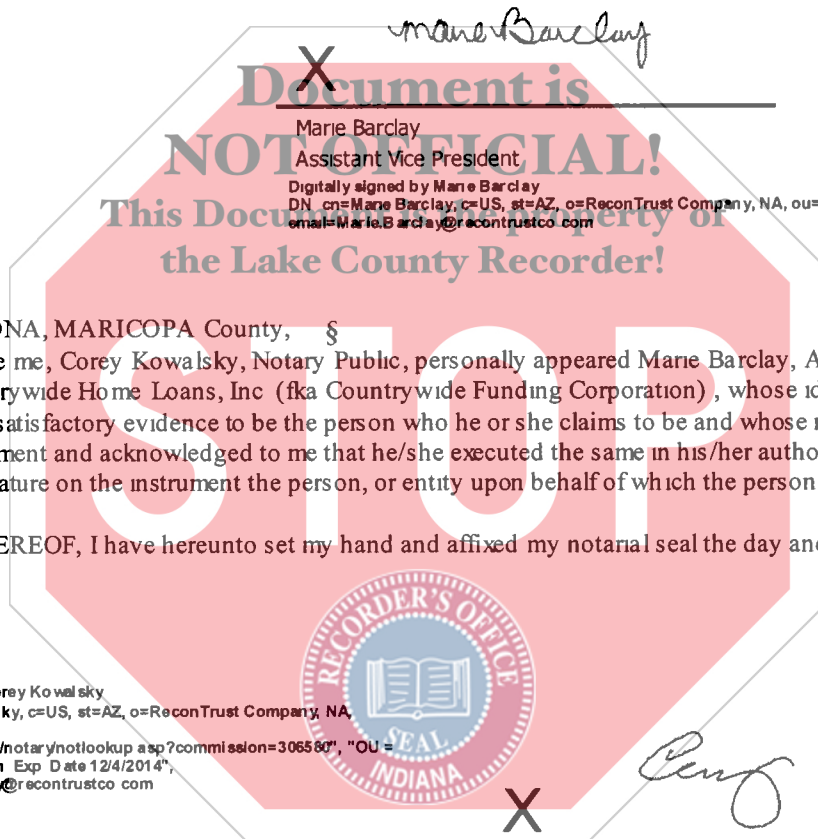 Marie Barclay
X
Document is
NOT OFFICIAL!
This Document is the property of
the Lake County Recorder!
Marie Barclay
Assistant Vice President
Digitally signed by Marie Barclay
DN cn=Marie Barclay, c=US, st=AZ, o=ReconTrust Company, NA, ou=
email=Marie.Barclay@recontrustco com
ONA, MARICOPA County, §
e me, Corey Kowalsky, Notary Public, personally appeared Marie Barclay, A
rywide Home Loans, Inc (fka Countrywide Funding Corporation) , whose id
satisfactory evidence to be the person who he or she claims to be and whose n
ment and acknowledged to me that he/she executed the same in his/her autho
ature on the instrument the person, or entity upon behalf of which the person
STOP
EREOF, I have hereunto set my hand and affixed my notarial seal the day and
RECORDER'S OFFICE
SEAL
INDIANA
rey Kowalsky
ky, c=US, st=AZ, o=ReconTrust Company, NA,
/notary/notlookup asp?commission=306580", "OU =
n Exp Date 12/4/2014",
@recontrustco com
X